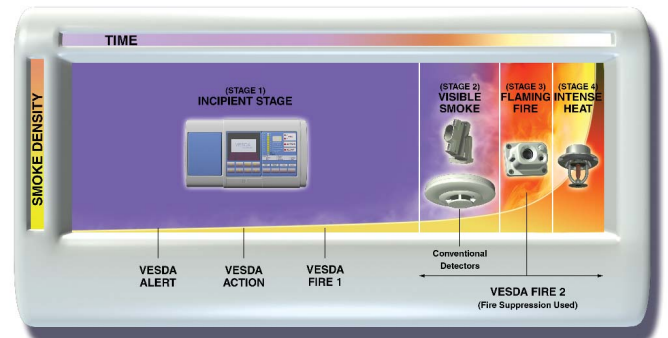 TIME
SMOKE DENSITY
(STAGE 1)
INCIPIENT STAGE
(STAGE 2)
VISIBLE
SMOKE
(STAGE 3)
FLAMING
FIRE
(STAGE 4)
INTENSE
HEAT
VESDA
ALERT
VESDA
ACTION
VESDA
FIRE 1
Conventional
Detectors
VESDA FIRE 2
(Fire Suppression Used)